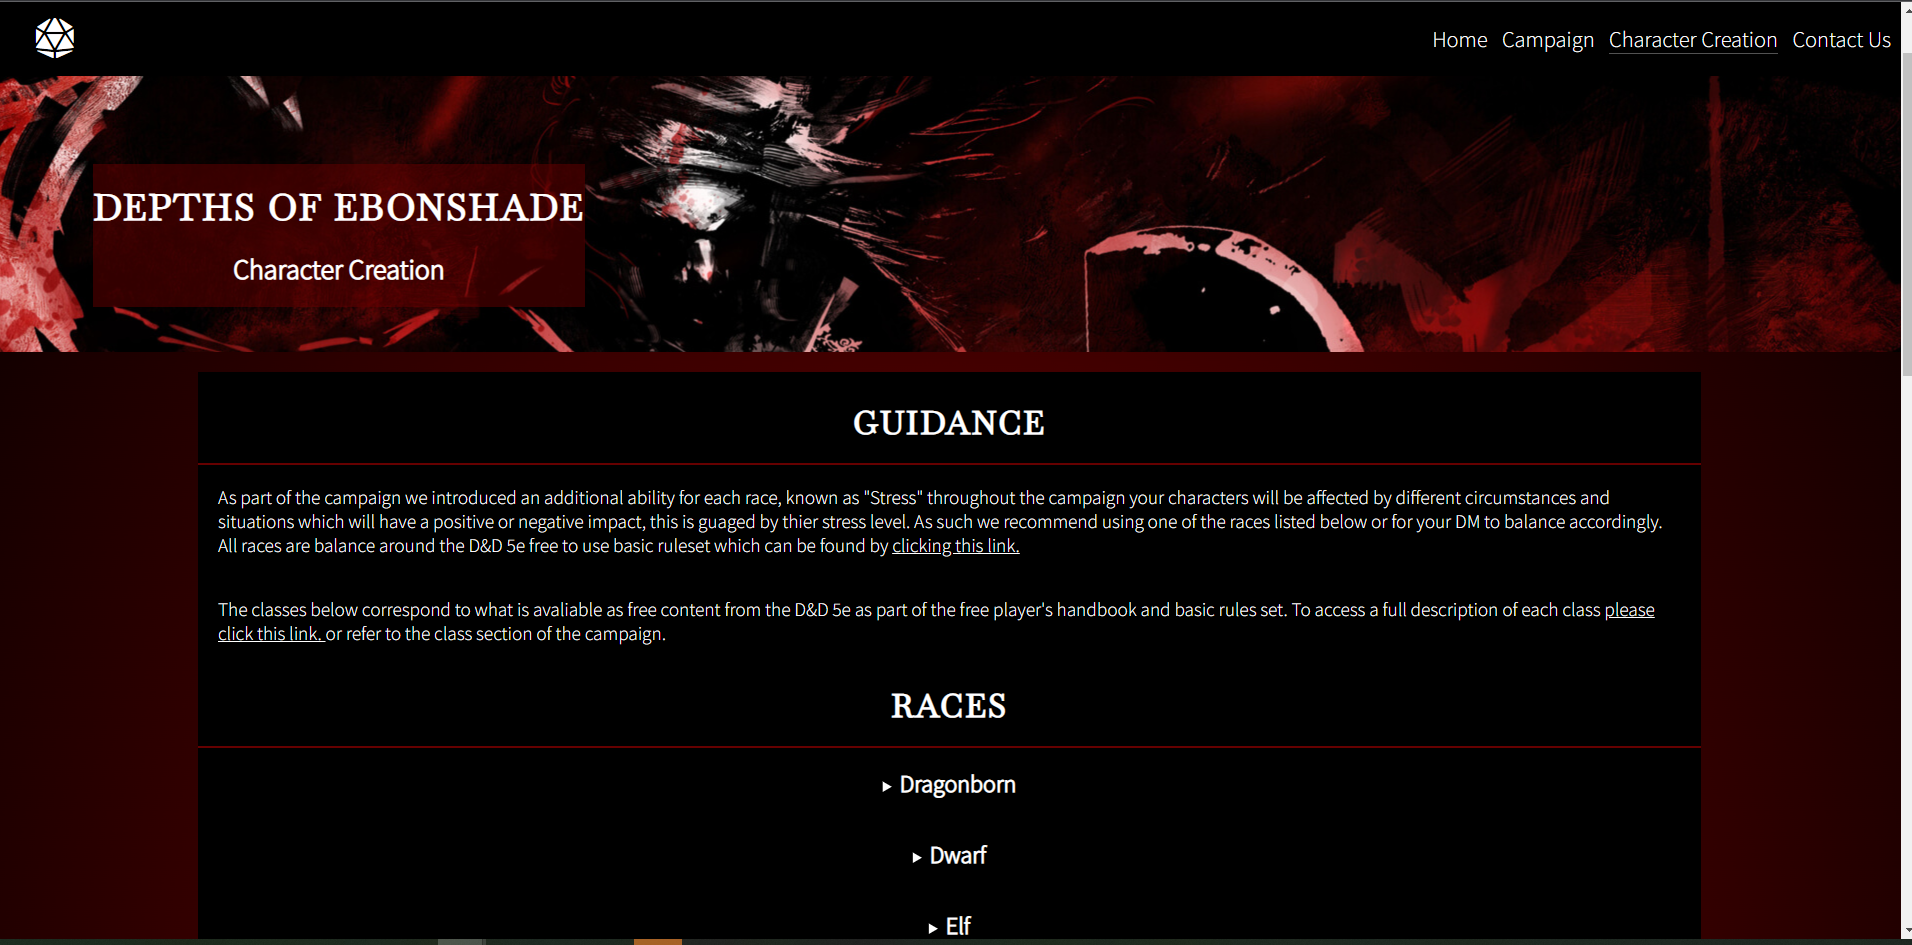 Home Campaign Character Creation Contact Us
DEPTHS OF EBONSHADE
Character Creation
GUIDANCE
As part of the campaign we introduced an additional ability for each race, known as "Stress" throughout the campaign your characters will be affected by different circumstances and
situations which will have a positive or negative impact, this is guaged by thier stress level. As such we recommend using one of the races listed below or for your DM to balance accordingly.
All races are balance around the D&D 5e free to use basic ruleset which can be found by clicking this link.
The classes below correspond to what is avaliable as free content from the D&D 5e as part of the free player's handbook and basic rules set. To access a full description of each class please
click this link. or refer to the class section of the campaign.
RACES
Dragonborn
Dwarf
Elf